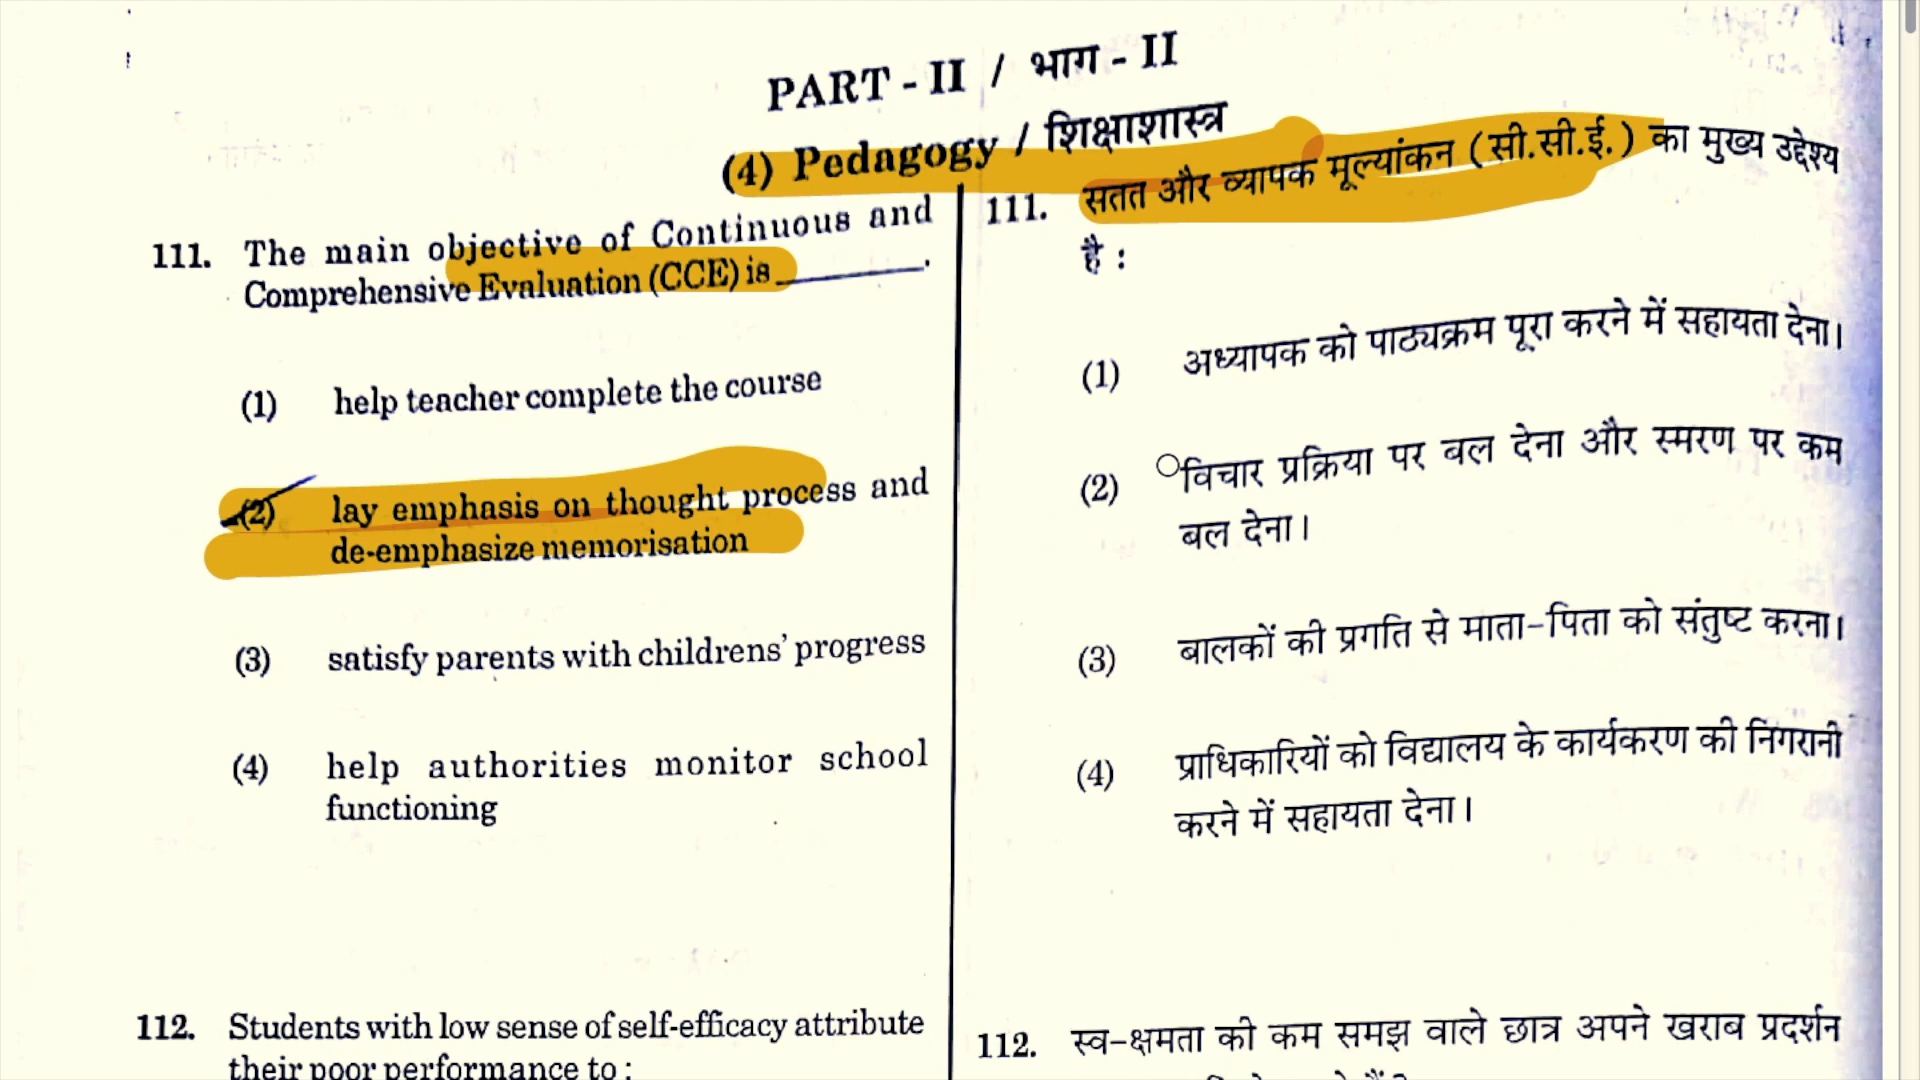 PART - II / भाग - II
(4) Pedagogy / शिक्षाशास्त्र
111. The main objective of Continuous and
Comprehensive Evaluation (CCE) is ________.
(1) help teacher complete the course
(2) lay emphasis on thought process and
de-emphasize memorisation
(3) satisfy parents with childrens' progress
(4) help authorities monitor school
functioning
112. Students with low sense of self-efficacy attribute
their poor performance to :
111. सतत और व्यापक मूल्यांकन (सी.सी.ई.) का मुख्य उद्देश्य
है :
(1) अध्यापक को पाठ्यक्रम पूरा करने में सहायता देना।
(2) विचार प्रक्रिया पर बल देना और स्मरण पर कम
बल देना।
(3) बालकों की प्रगति से माता-पिता को संतुष्ट करना।
(4) प्राधिकारियों को विद्यालय के कार्यकरण की निगरानी
करने में सहायता देना।
112. स्व-क्षमता की कम समझ वाले छात्र अपने खराब प्रदर्शन